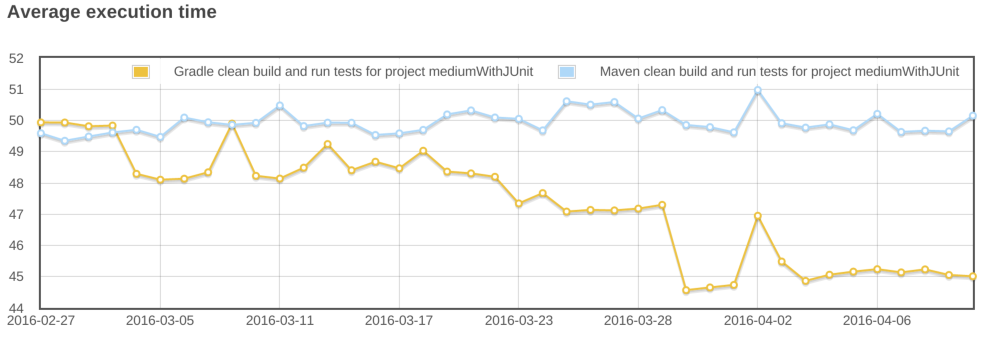 Average execution time
Gradle clean build and run tests for project mediumWithJUnit
Maven clean build and run tests for project mediumWithJUnit
52
51
50
49
48
47
46
45
44
2016-02-27 2016-03-05 2016-03-11 2016-03-17 2016-03-23 2016-03-28 2016-04-02 2016-04-06